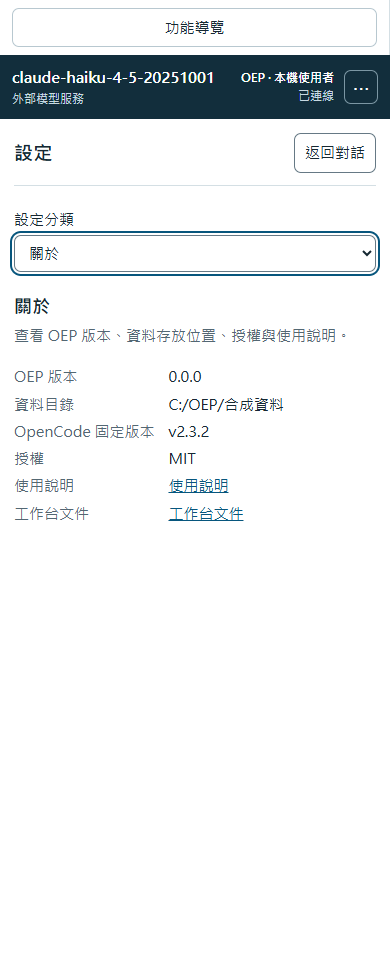 功能導覽
claude-haiku-4-5-20251001
外部模型服務
OEP · 本機使用者
已連線
...
設定
返回對話
設定分類
關於
關於
查看 OEP 版本、資料存放位置、授權與使用說明。
OEP 版本 0.0.0
資料目錄 C:/OEP/合成資料
OpenCode 固定版本 v2.3.2
授權 MIT
使用說明 使用說明
工作台文件 工作台文件